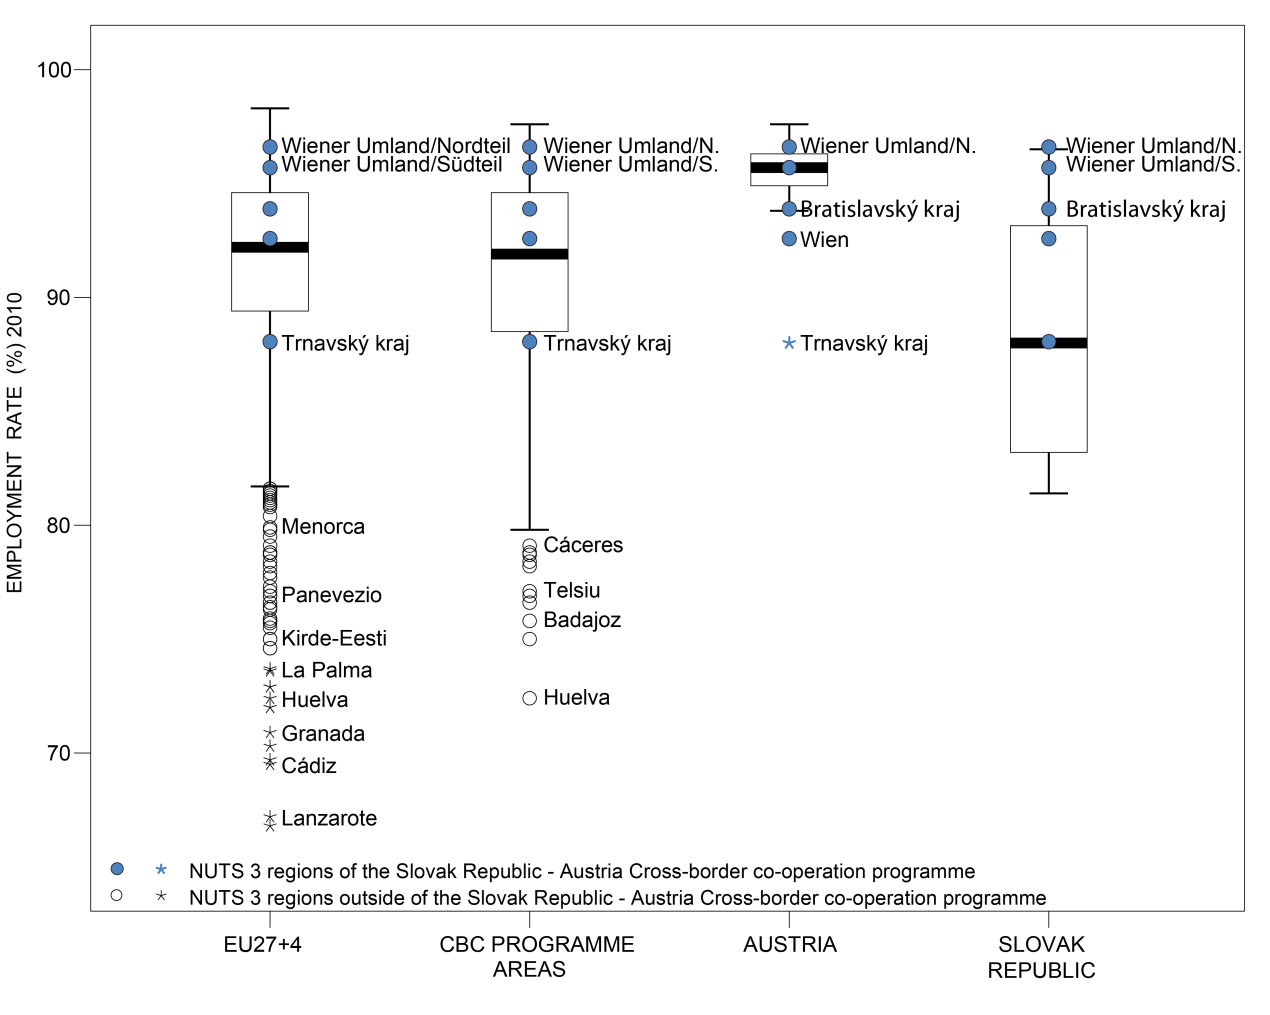 100
90
80
70
EMPLOYMENT RATE (%) 2010
Wiener Umland/Nordteil
Wiener Umland/Südteil
Trnavský kraj
Menorca
Panevezio
Kirde-Eesti
La Palma
Huelva
Granada
Cádiz
Lanzarote
Wiener Umland/N.
Wiener Umland/S.
Trnavský kraj
Cáceres
Telsiu
Badajoz
Huelva
Wiener Umland/N.
Bratislavský kraj
Wien
Trnavský kraj
Wiener Umland/N.
Wiener Umland/S.
Bratislavský kraj
NUTS 3 regions of the Slovak Republic - Austria Cross-border co-operation programme
NUTS 3 regions outside of the Slovak Republic - Austria Cross-border co-operation programme
EU27+4
CBC PROGRAMME
AREAS
AUSTRIA
SLOVAK
REPUBLIC